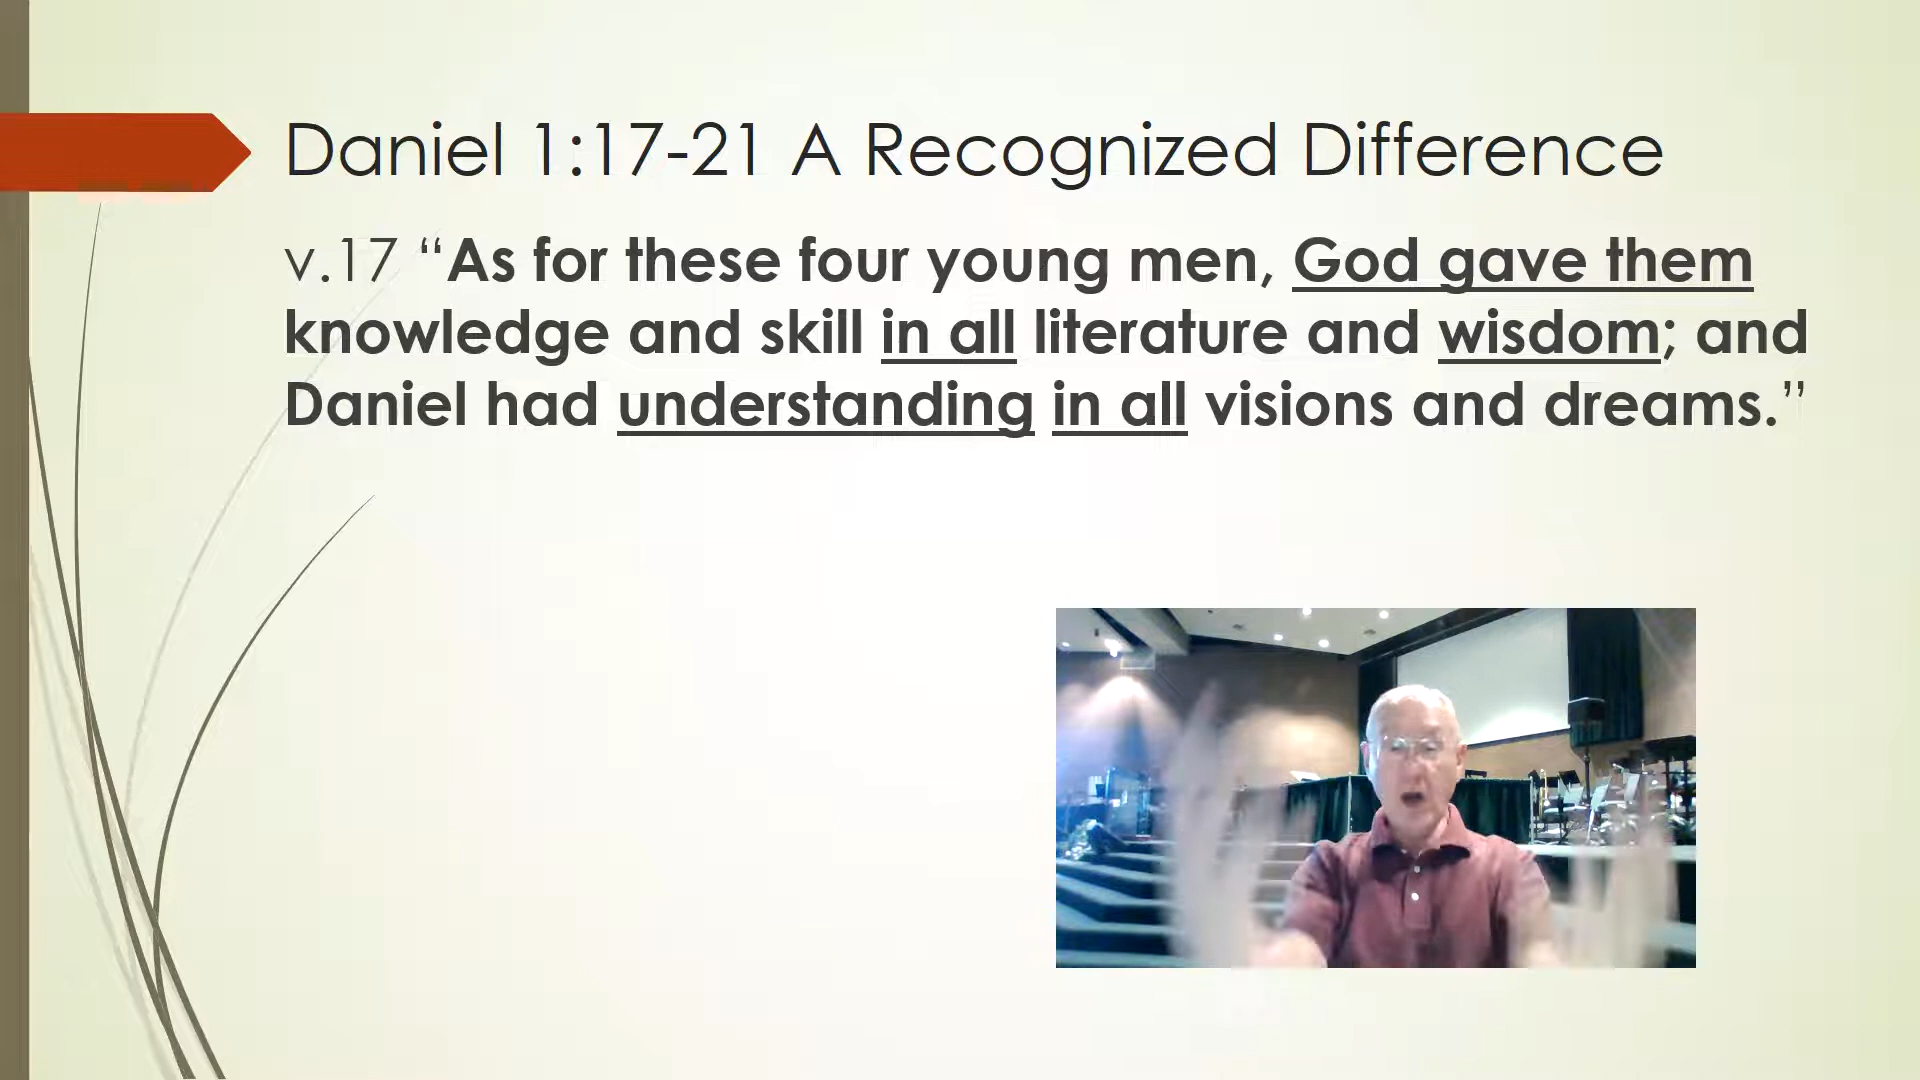 Daniel 1:17-21 A Recognized Difference
v.17 “As for these four young men, God gave them
knowledge and skill in all literature and wisdom; and
Daniel had understanding in all visions and dreams.”